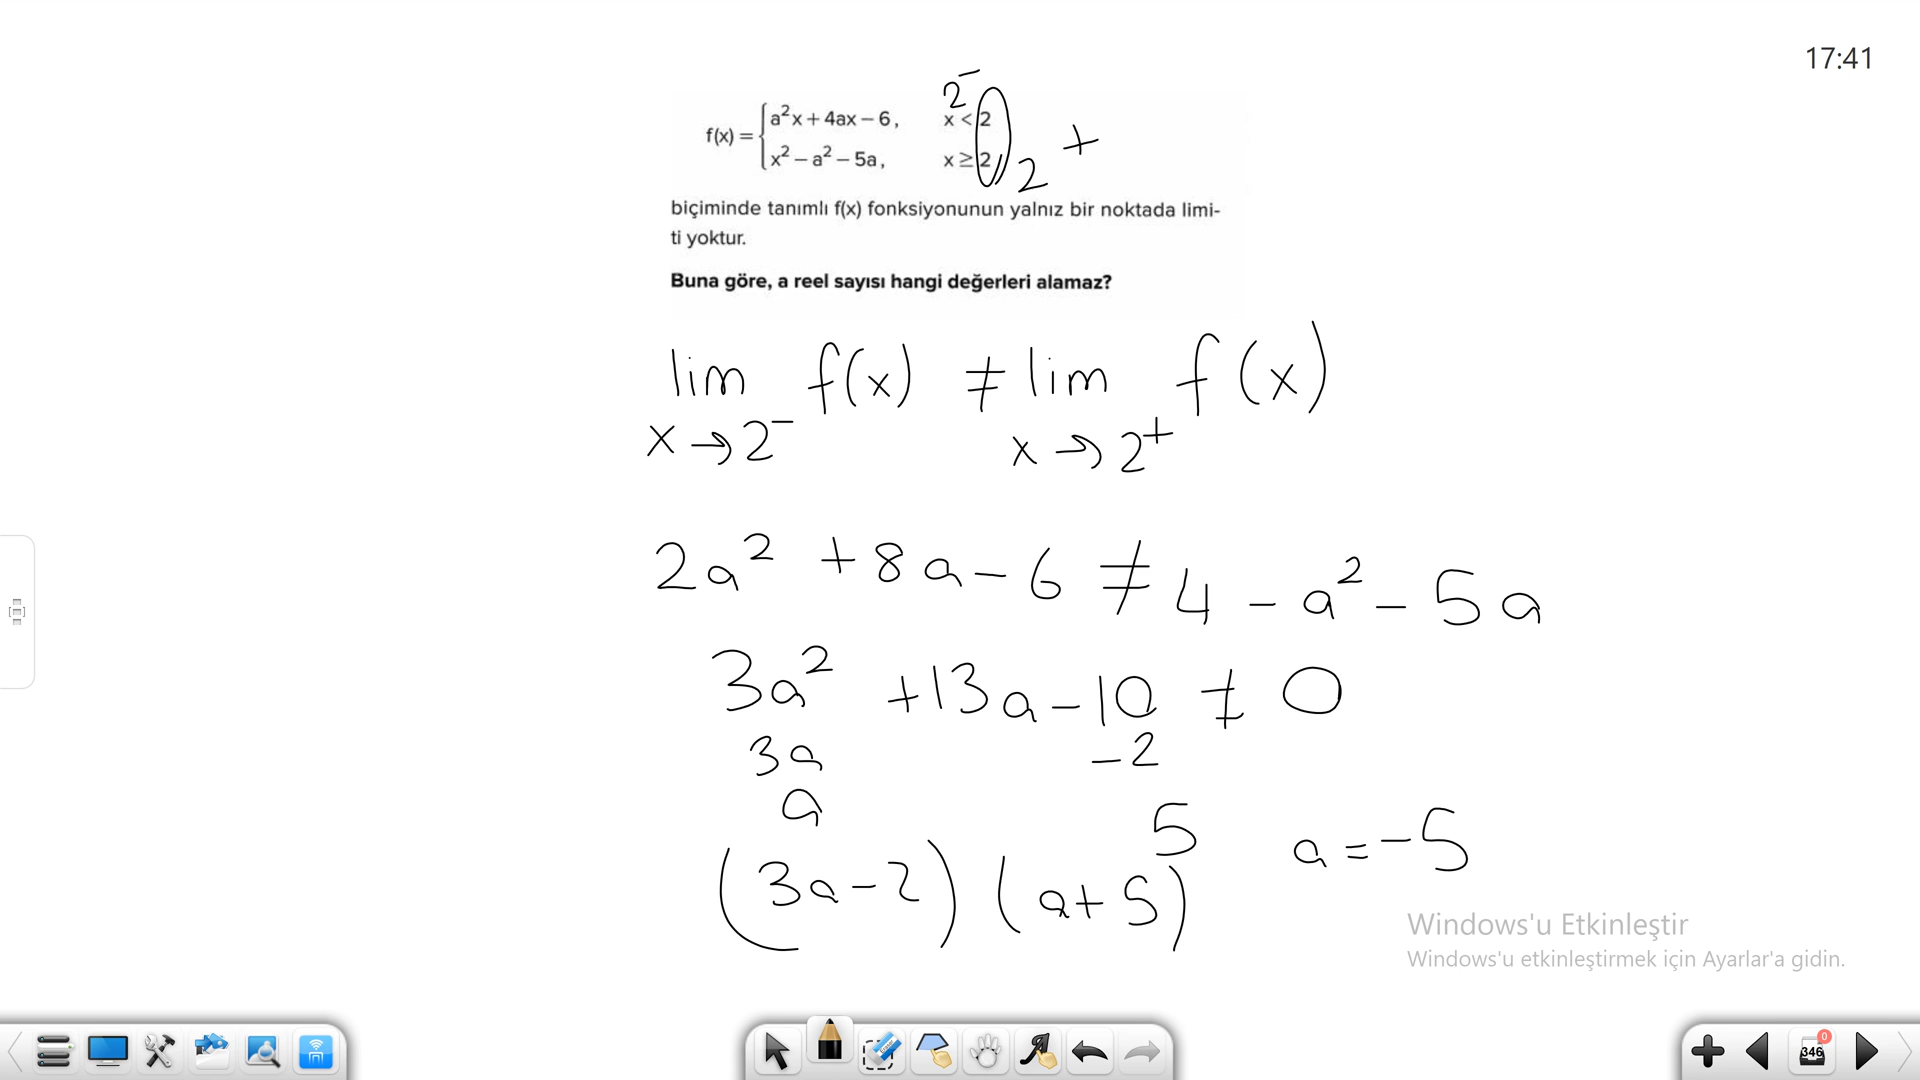 17:41
2⁻
f(x) = { a²x + 4ax – 6, x < 2
x² – a² – 5a, x ≥ 2
2 +
biçiminde tanımlı f(x) fonksiyonunun yalnız bir noktada limi-
ti yoktur.
Buna göre, a reel sayısı hangi değerleri alamaz?
lim f(x) ≠ lim f(x)
x → 2⁻ x → 2⁺
2a² + 8a – 6 ≠ 4 – a² – 5a
3a² + 13a – 10 ≠ 0
3a –2
a 5
(3a – 2) (a + 5) a = –5
Windows'u Etkinleştir
Windows'u etkinleştirmek için Ayarlar'a gidin.
0
346